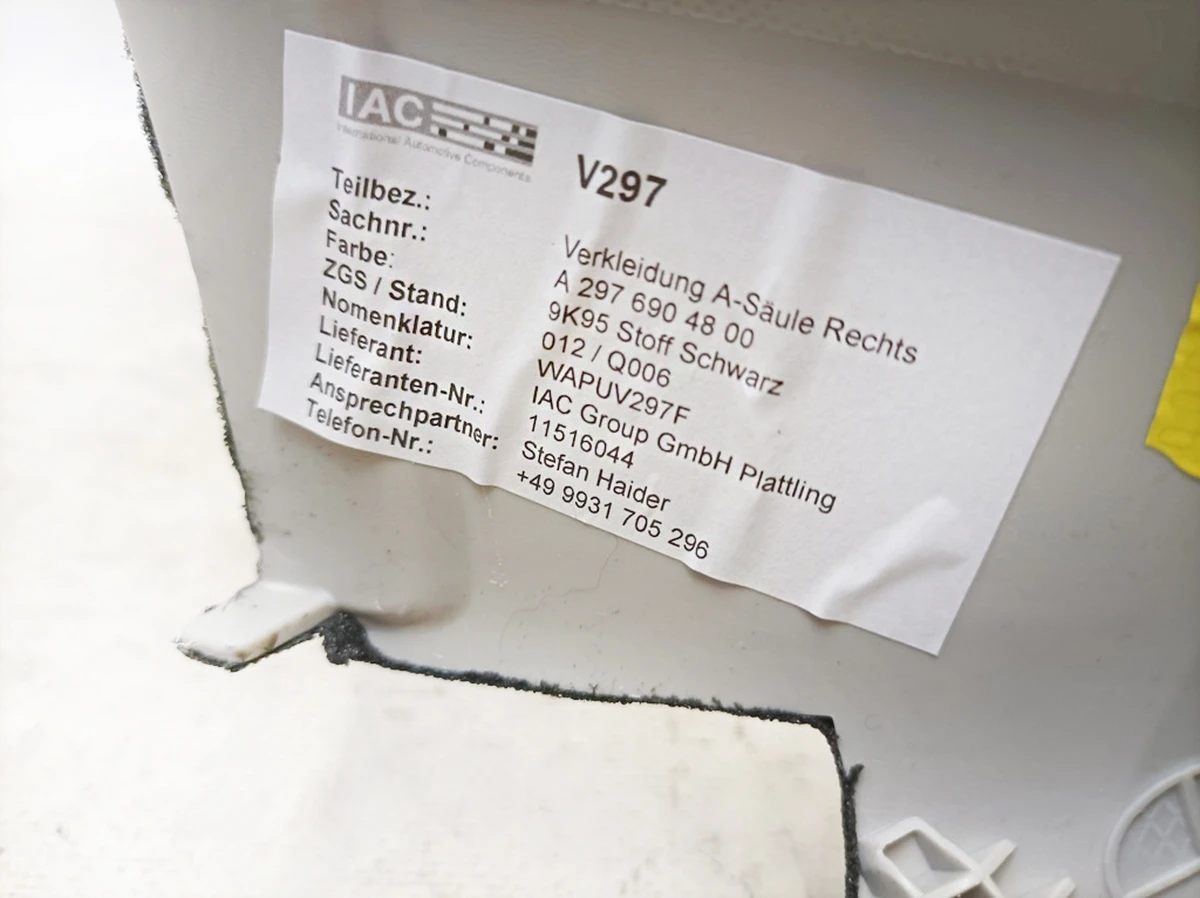 IAC
International Automotive Components
V297
Teilbez.: Verkleidung A-Säule Rechts
Sachnr.: A 297 690 48 00
Farbe: 9K95 Stoff Schwarz
ZGS / Stand: 012 / Q006
Nomenklatur: WAPUV297F
Lieferant: IAC Group GmbH Plattling
Lieferanten-Nr.: 11516044
Ansprechpartner: Stefan Haider
Telefon-Nr.: +49 9931 705 296